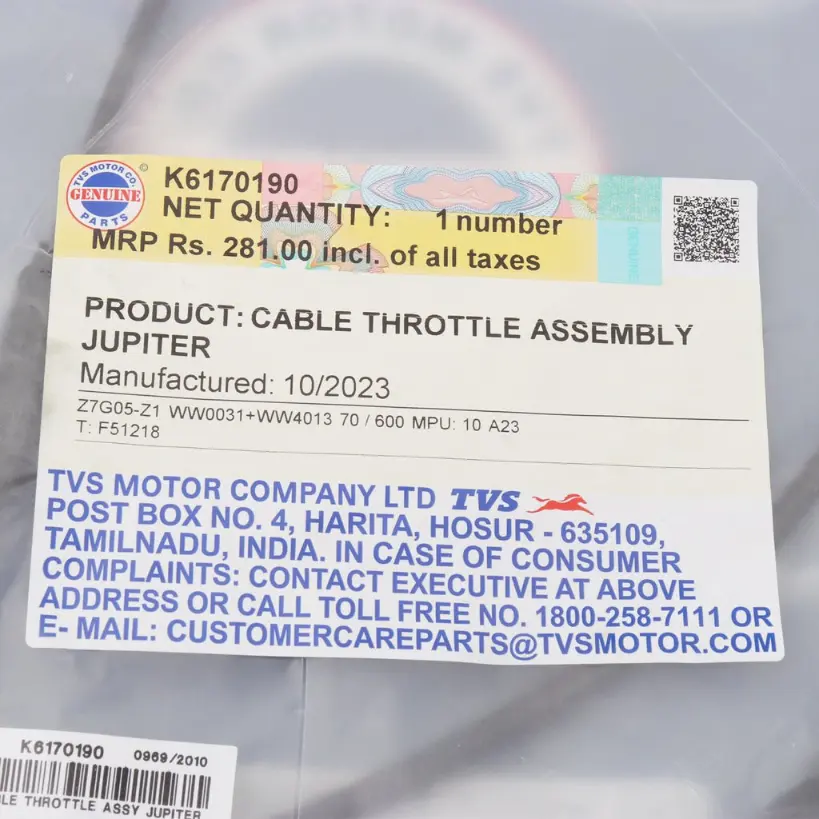 TVS MOTOR CO. ©
GENUINE
PARTS
K6170190
NET QUANTITY: 1 number
MRP Rs. 281.00 incl. of all taxes
PRODUCT: CABLE THROTTLE ASSEMBLY
JUPITER
Manufactured: 10/2023
Z7G05-Z1 WW0031+WW4013 70 / 600 MPU: 10 A23
T: F51218
TVS MOTOR COMPANY LTD TVS
POST BOX NO. 4, HARITA, HOSUR - 635109,
TAMILNADU, INDIA. IN CASE OF CONSUMER
COMPLAINTS: CONTACT EXECUTIVE AT ABOVE
ADDRESS OR CALL TOLL FREE NO. 1800-258-7111 OR
E- MAIL: CUSTOMERCAREPARTS@TVSMOTOR.COM
K6170190 0969/2010
LE THROTTLE ASSY JUPITER